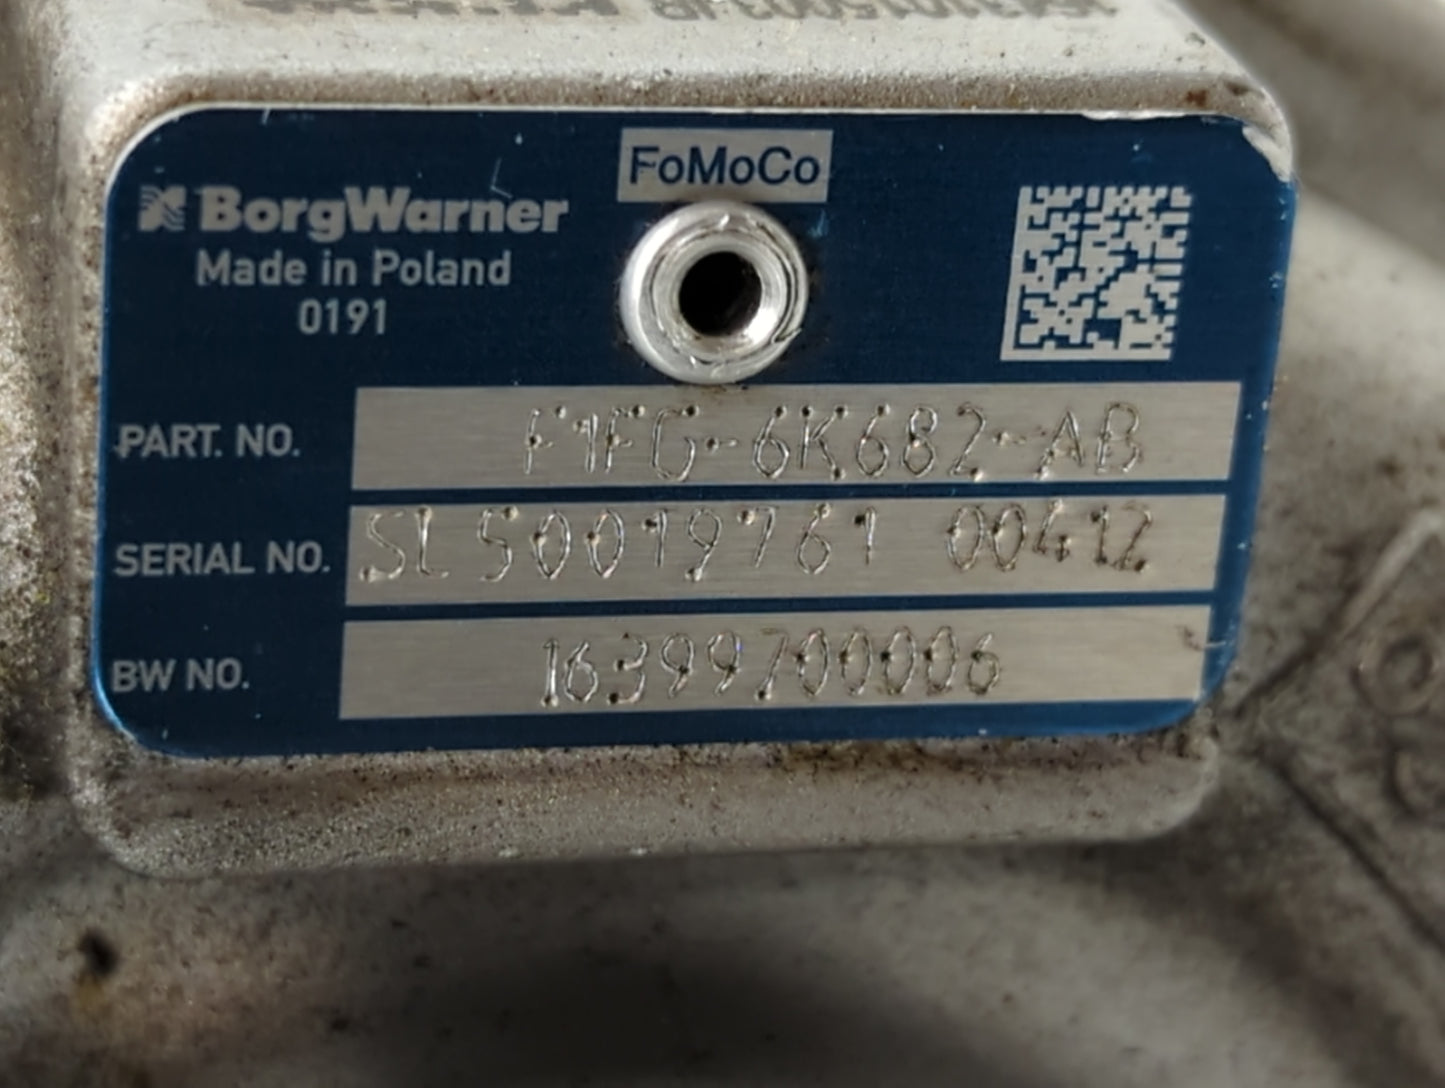 FoMoCo
BorgWarner
Made in Poland
0191
PART. NO. F1FG-6K682-AB
SERIAL NO. SL50019761 00412
BW NO. 16399700006